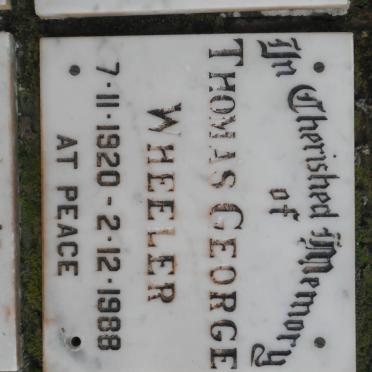 In Cherished Memory
of
THOMAS GEORGE
WHEELER
7·11·1920 - 2·12·1988
AT PEACE